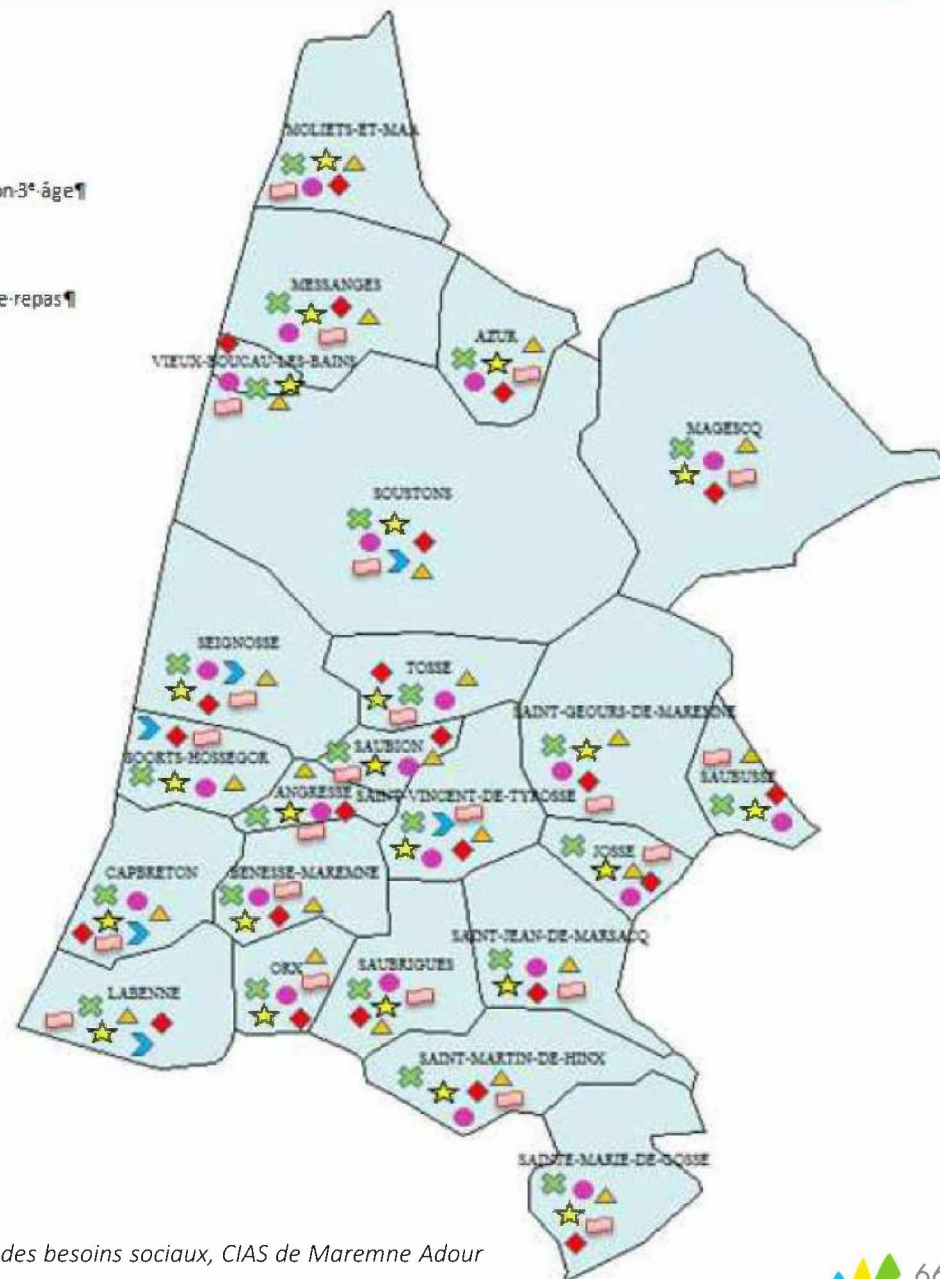 MOLIETS-ET-MAA
on·3ᵉ·âge¶
MESSANGES
e·repas¶
AZUR
VIEUX-BOUCAU-LES-BAINS
MAGESCQ
SOUSTONS
SEIGNOSSE
TOSSE
SAINT-GEOURS-DE-MAREMNE
SAUBION
SOORTS-HOSSEGOR
SAUBUSSE
ANGRESSE
SAINT-VINCENT-DE-TYROSSE
JOSSE
CAPBRETON
BENESSE-MAREMNE
SAINT-JEAN-DE-MARSACQ
SAUBRIGUES
ORX
LABENNE
SAINT-MARTIN-DE-HINX
SAINTE-MARIE-DE-GOSSE
des besoins sociaux, CIAS de Maremne Adour
66